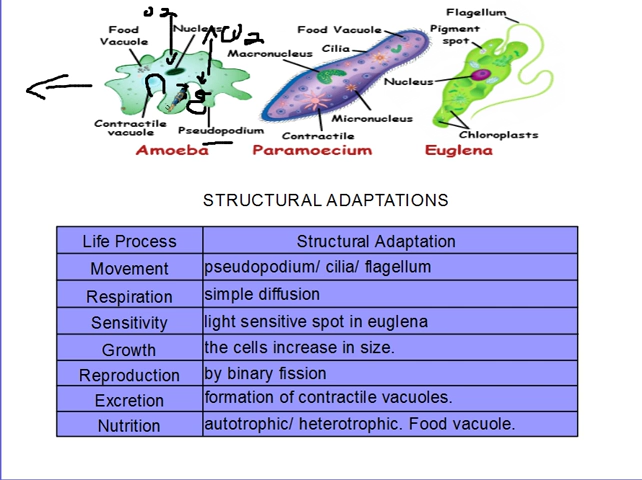 O2
Food
Vacuole
Nucleus
Contractile
vacuole
Pseudopodium
Amoeba
Food Vacuole
Cilia
Macronucleus
Micronucleus
Contractile
Paramoecium
Flagellum
Pigment
spot
Nucleus
Chloroplasts
Euglena
STRUCTURAL ADAPTATIONS
Life Process Structural Adaptation
Movement pseudopodium/ cilia/ flagellum
Respiration simple diffusion
Sensitivity light sensitive spot in euglena
Growth the cells increase in size.
Reproduction by binary fission
Excretion formation of contractile vacuoles.
Nutrition autotrophic/ heterotrophic. Food vacuole.